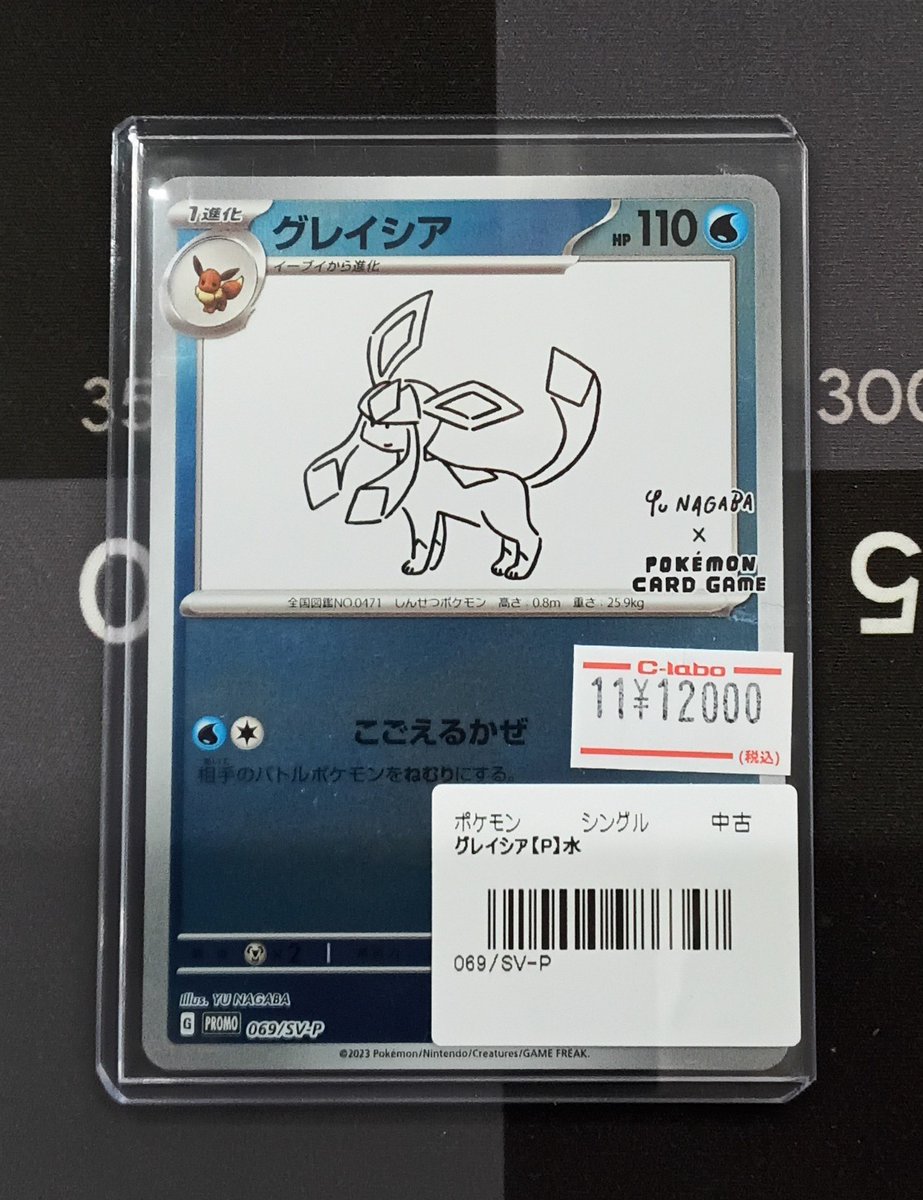 1進化
グレイシア
HP 110
イーブイから進化
35
300
YU NAGABA
×
POKÉMON
CARD GAME
0
5
全国図鑑NO.0471 しんせつポケモン 高さ:0.8m 重さ:25.9kg
C-labo
11¥12000
(税込)
こごえるかぜ
相手のバトルポケモンをねむりにする。
ポケモン シングル 中古
グレイシア【P】水
069/SV-P
×2
Illus. YU NAGABA
G PROMO 069/SV-P
©2023 Pokémon/Nintendo/Creatures/GAME FREAK.